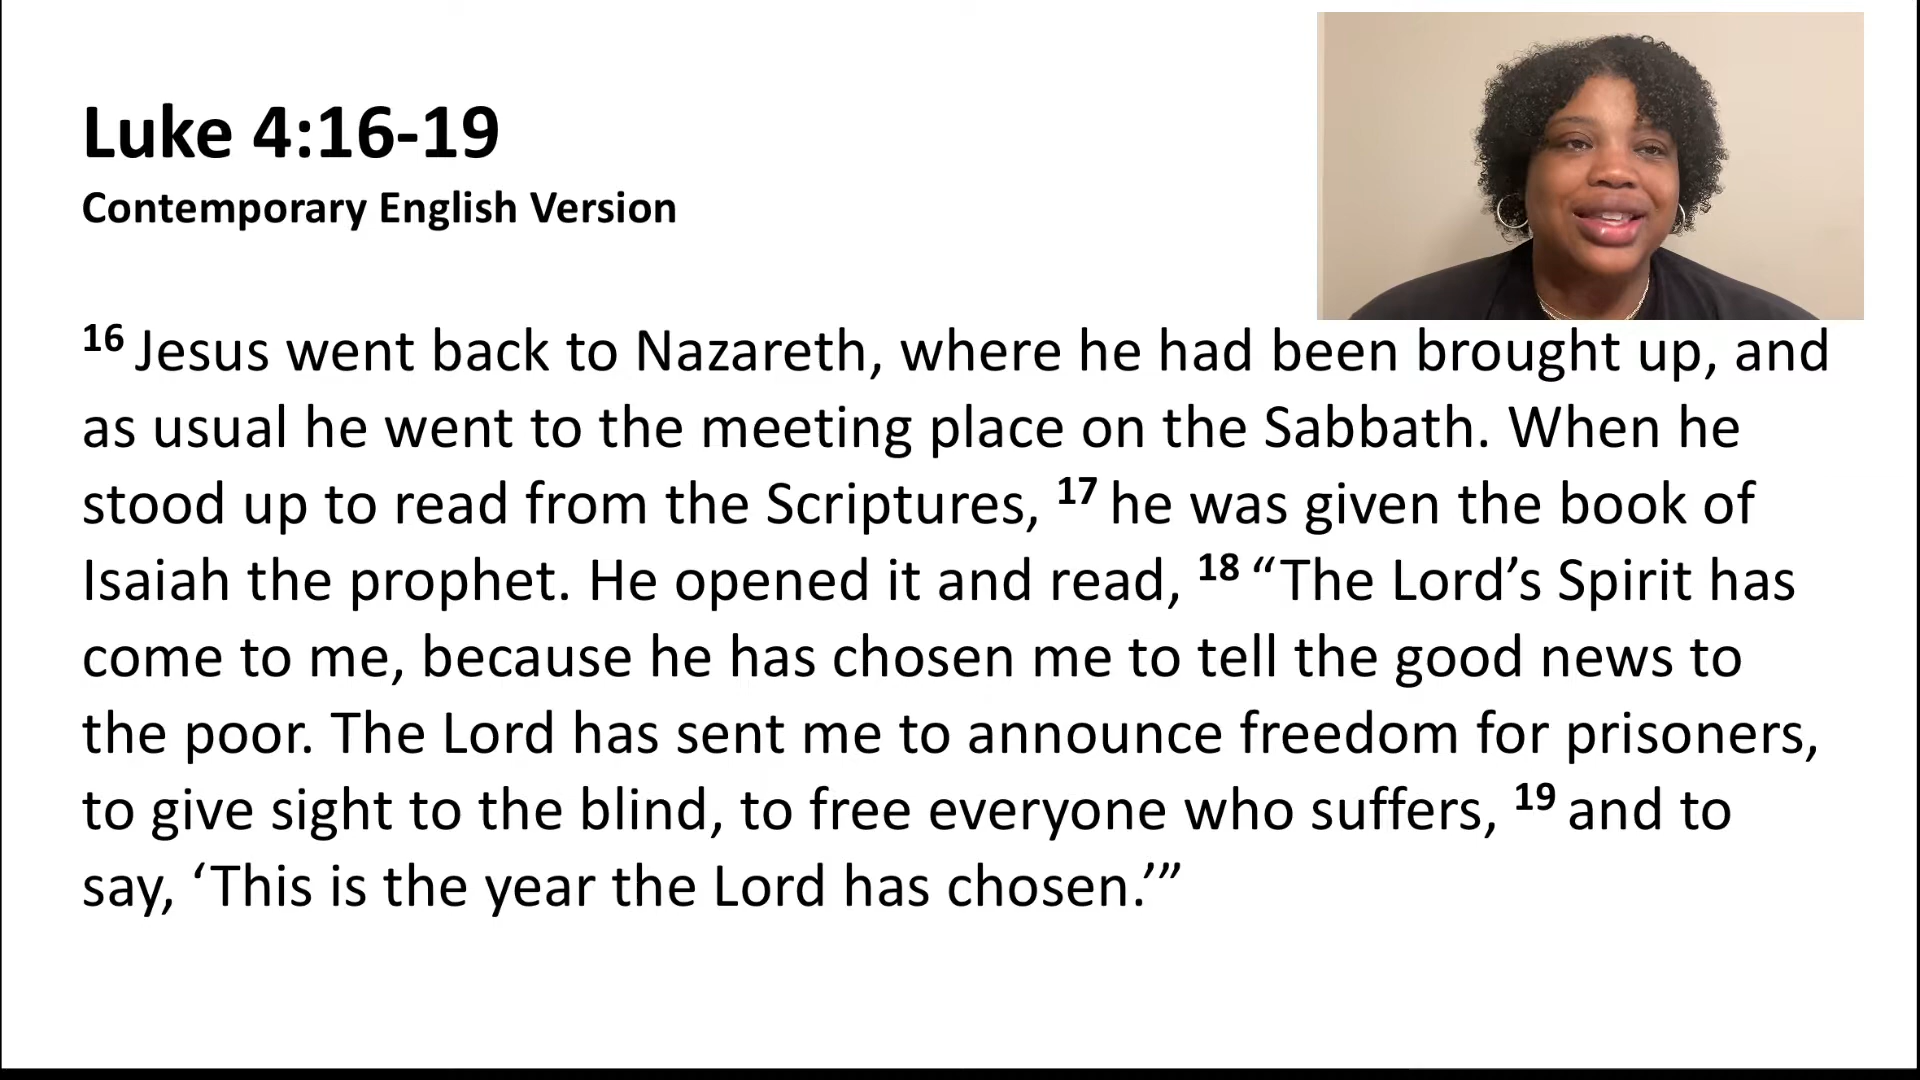 Luke 4:16-19
Contemporary English Version
16 Jesus went back to Nazareth, where he had been brought up, and
as usual he went to the meeting place on the Sabbath. When he
stood up to read from the Scriptures, 17 he was given the book of
Isaiah the prophet. He opened it and read, 18 “The Lord’s Spirit has
come to me, because he has chosen me to tell the good news to
the poor. The Lord has sent me to announce freedom for prisoners,
to give sight to the blind, to free everyone who suffers, 19 and to
say, ‘This is the year the Lord has chosen.’”